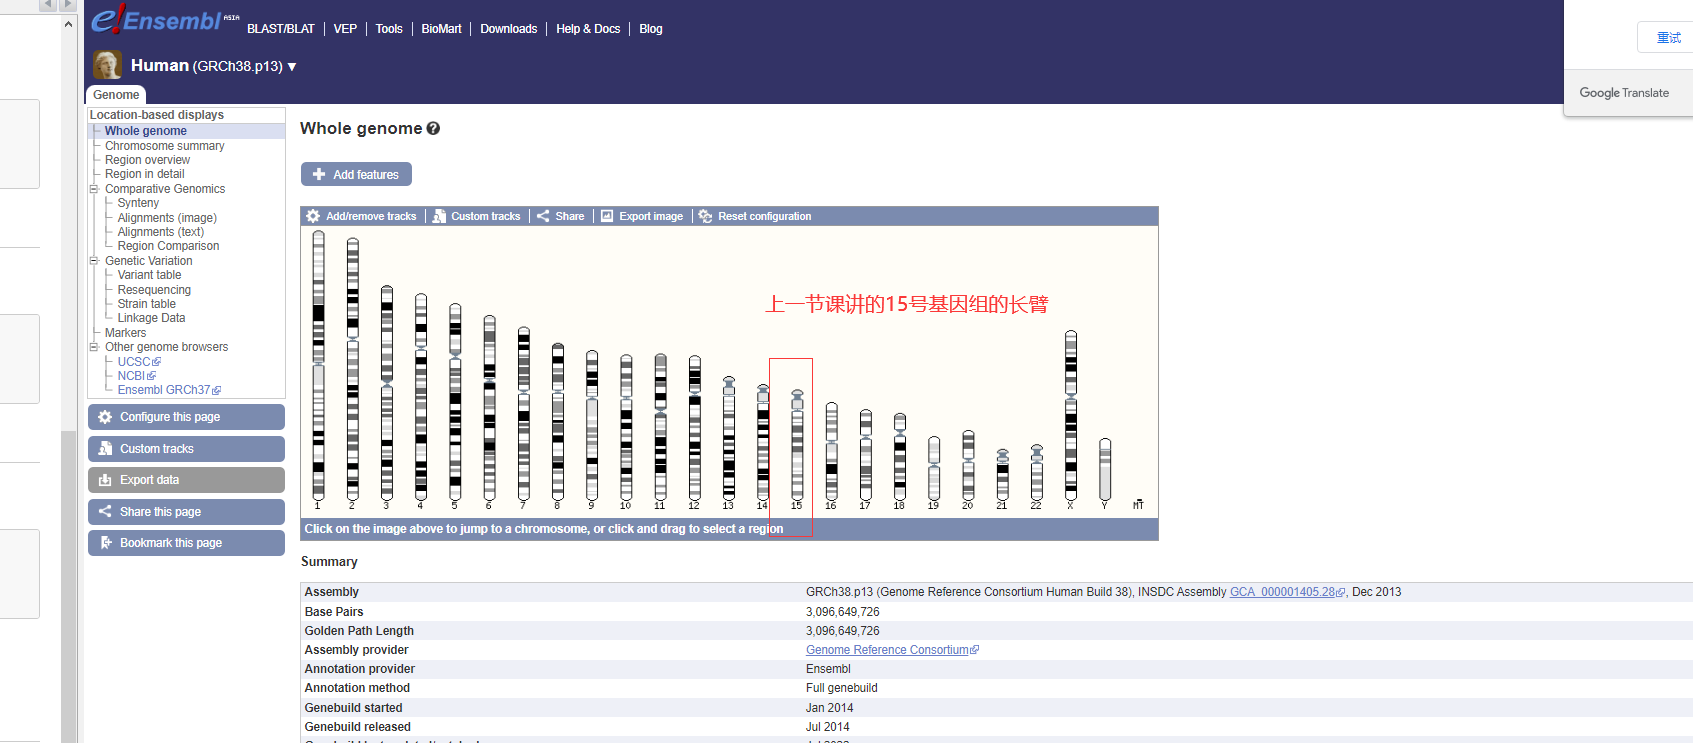 e!Ensembl ASIA
BLAST/BLAT | VEP | Tools | BioMart | Downloads | Help & Docs | Blog
重试
Human (GRCh38.p13) ▼
Google Translate
Genome
Location-based displays
Whole genome
Chromosome summary
Region overview
Region in detail
Comparative Genomics
Synteny
Alignments (image)
Alignments (text)
Region Comparison
Genetic Variation
Variant table
Resequencing
Strain table
Linkage Data
Markers
Other genome browsers
UCSC
NCBI
Ensembl GRCh37
Configure this page
Custom tracks
Export data
Share this page
Bookmark this page
Whole genome
Add features
Add/remove tracks | Custom tracks | Share | Export image | Reset configuration
上一节课讲的15号基因组的长臂
1 2 3 4 5 6 7 8 9 10 11 12 13 14 15 16 17 18 19 20 21 22 X Y MT
Click on the image above to jump to a chromosome, or click and drag to select a region
Summary
Assembly GRCh38.p13 (Genome Reference Consortium Human Build 38), INSDC Assembly GCA_000001405.28, Dec 2013
Base Pairs 3,096,649,726
Golden Path Length 3,096,649,726
Assembly provider Genome Reference Consortium
Annotation provider Ensembl
Annotation method Full genebuild
Genebuild started Jan 2014
Genebuild released Jul 2014